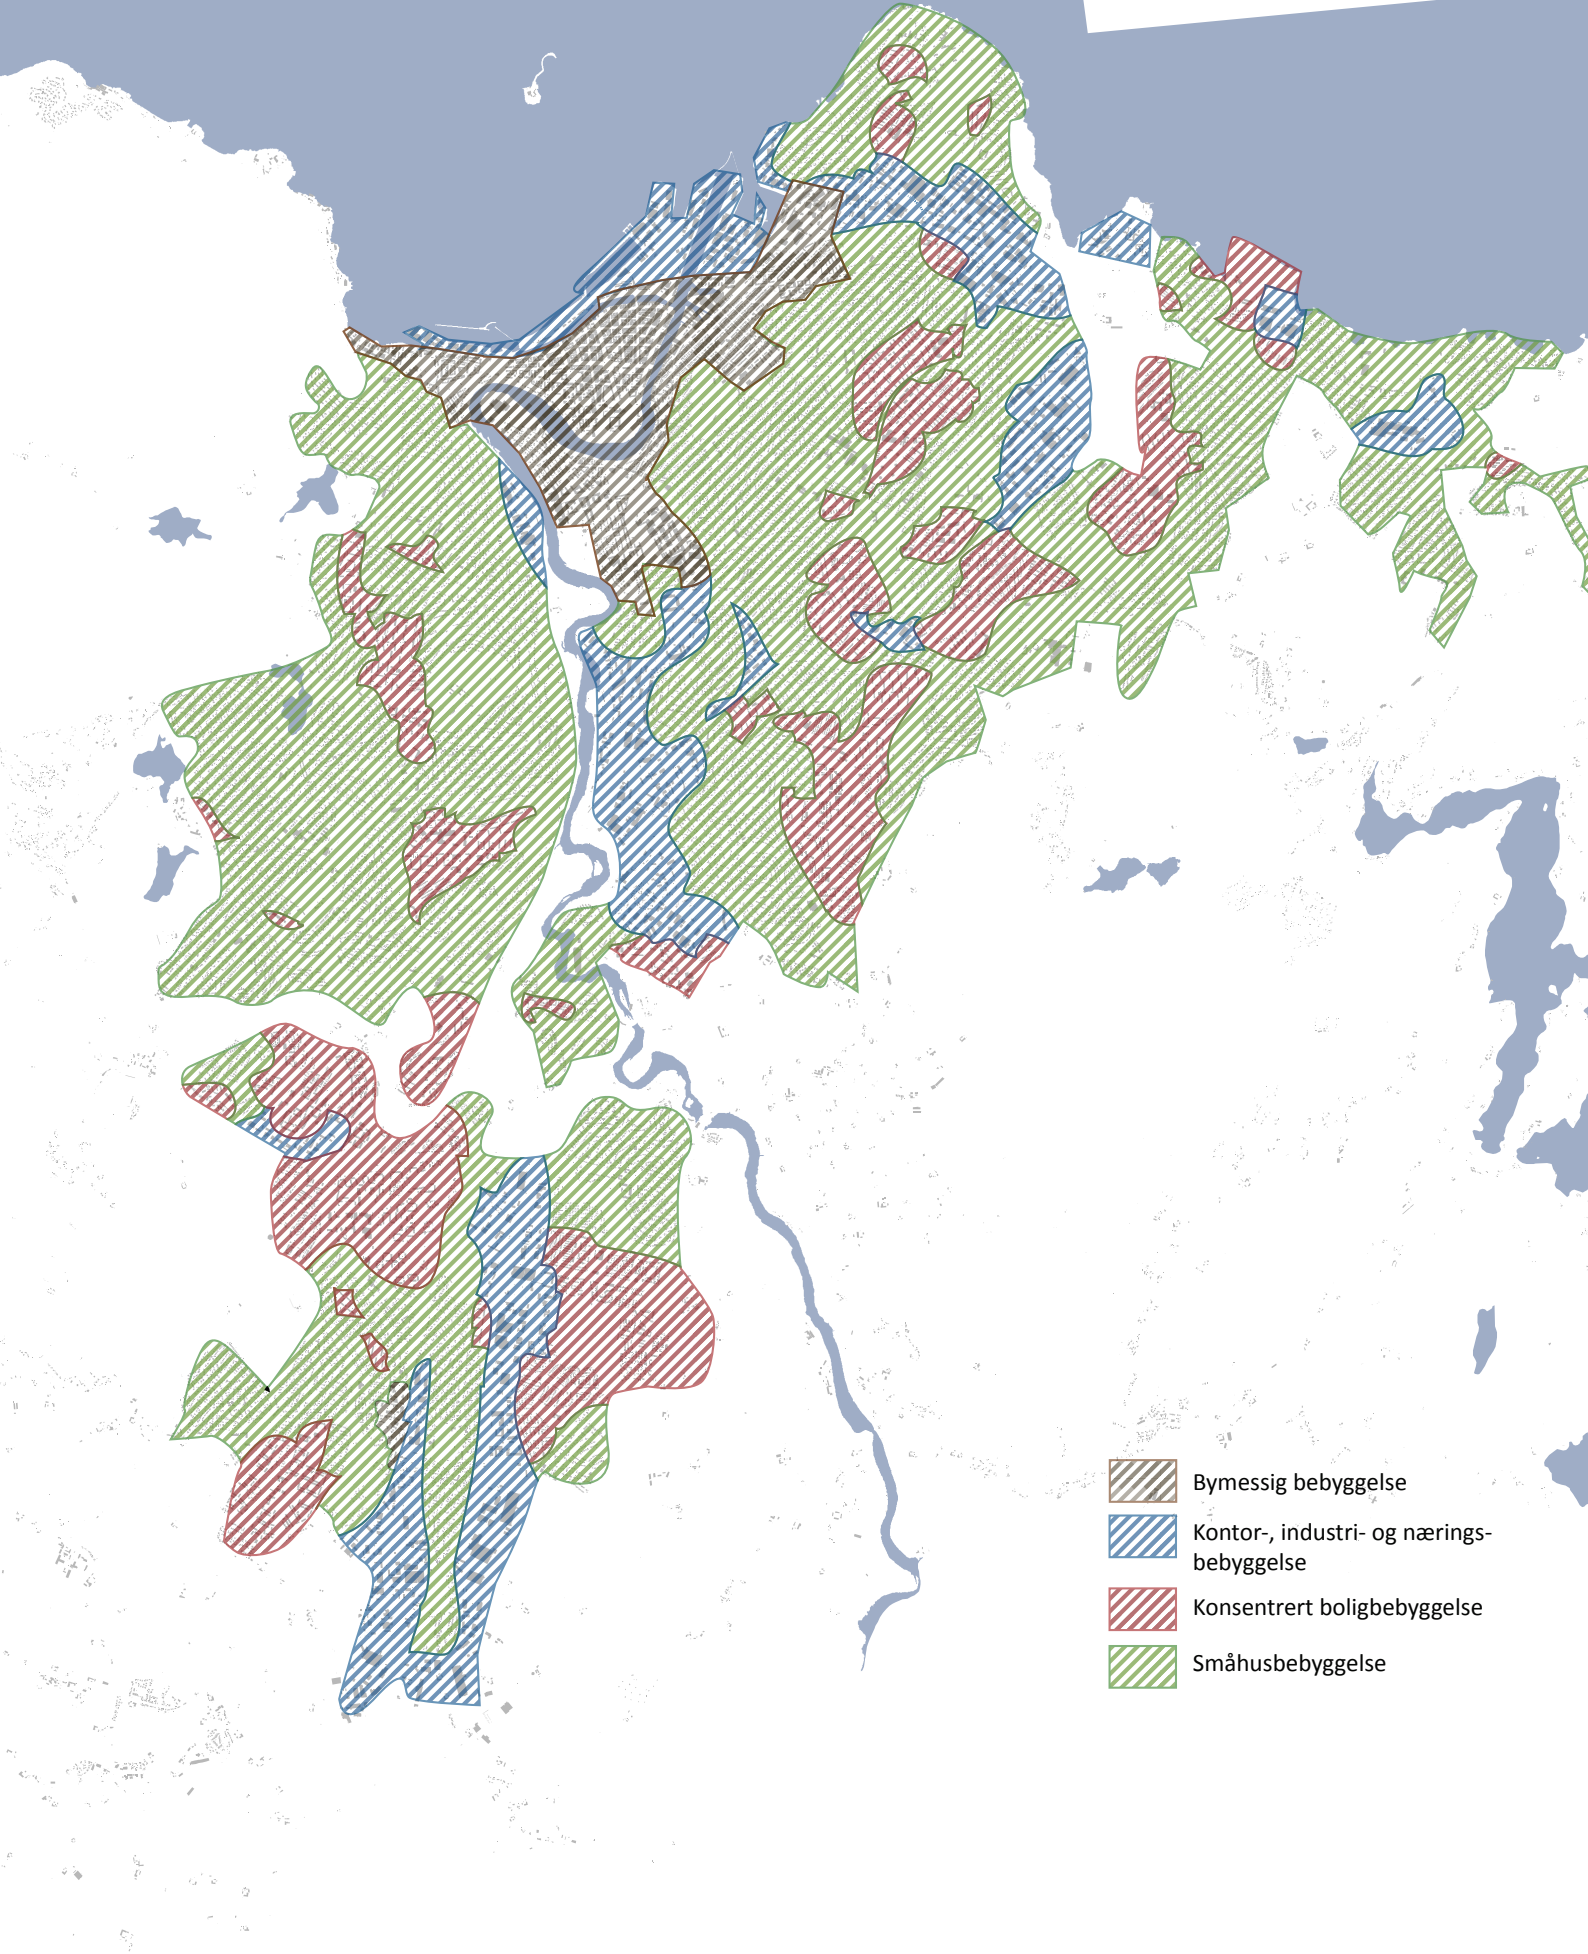 Bymessig bebyggelse
Kontor-, industri- og nærings-
bebyggelse
Konsentrert boligbebyggelse
Småhusbebyggelse